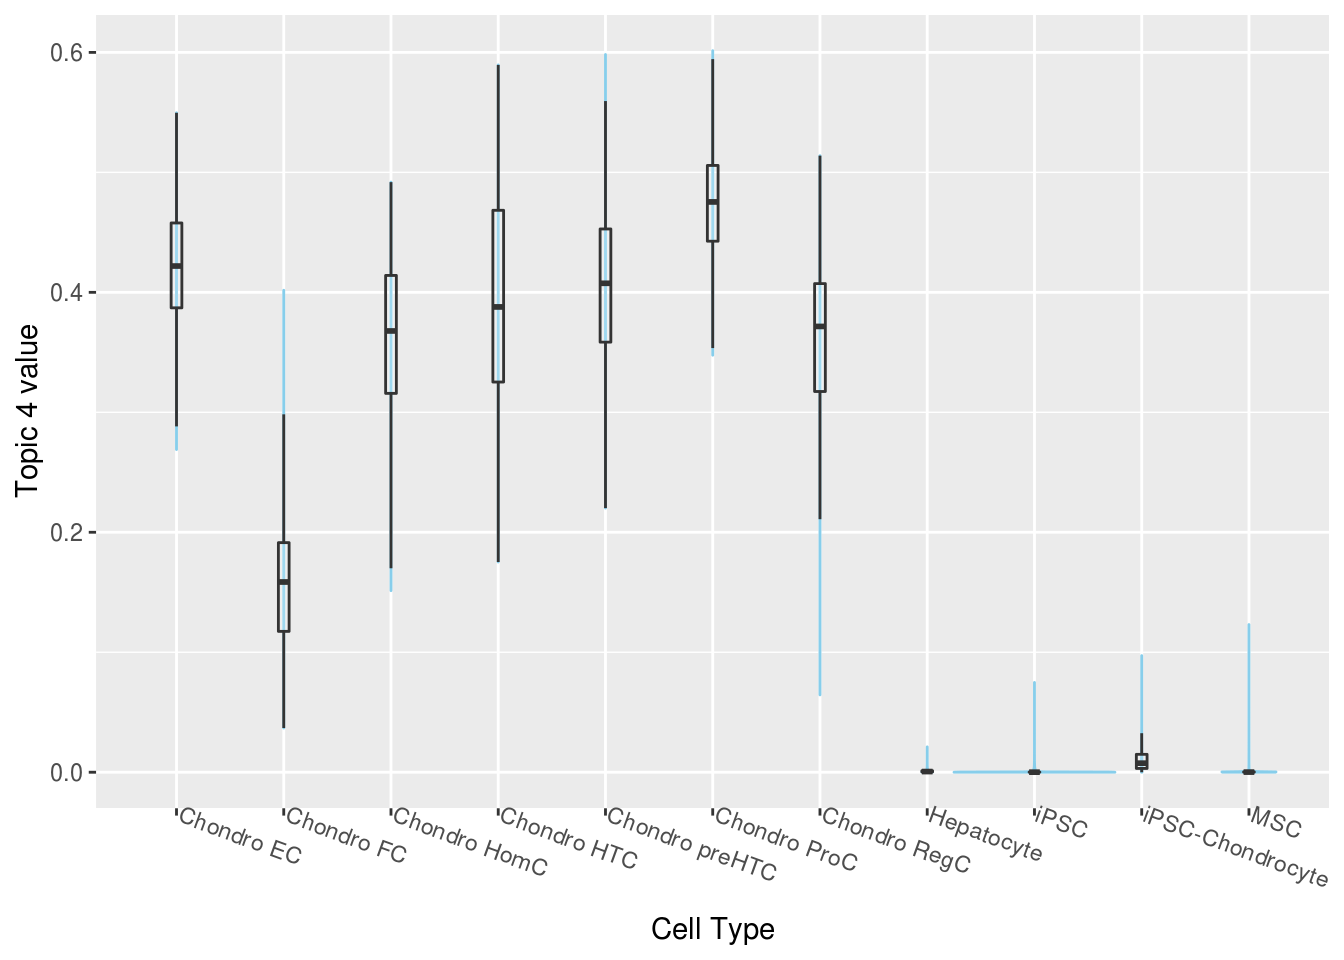 0.6
0.4
0.2
0.0
Topic 4 value
Chondro EC
Chondro FC
Chondro HomC
Chondro HTC
Chondro preHTC
Chondro ProC
Chondro RegC
Hepatocyte
iPSC
iPSC-Chondrocyte
MSC
Cell Type